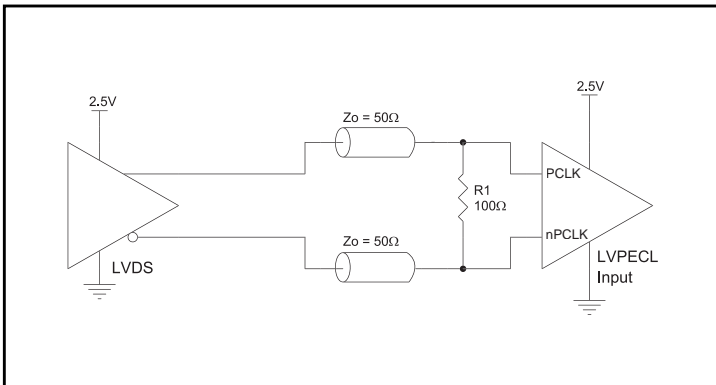 2.5V
2.5V
Zo = 50Ω
PCLK
R1
100Ω
nPCLK
Zo = 50Ω
LVDS
LVPECL
Input